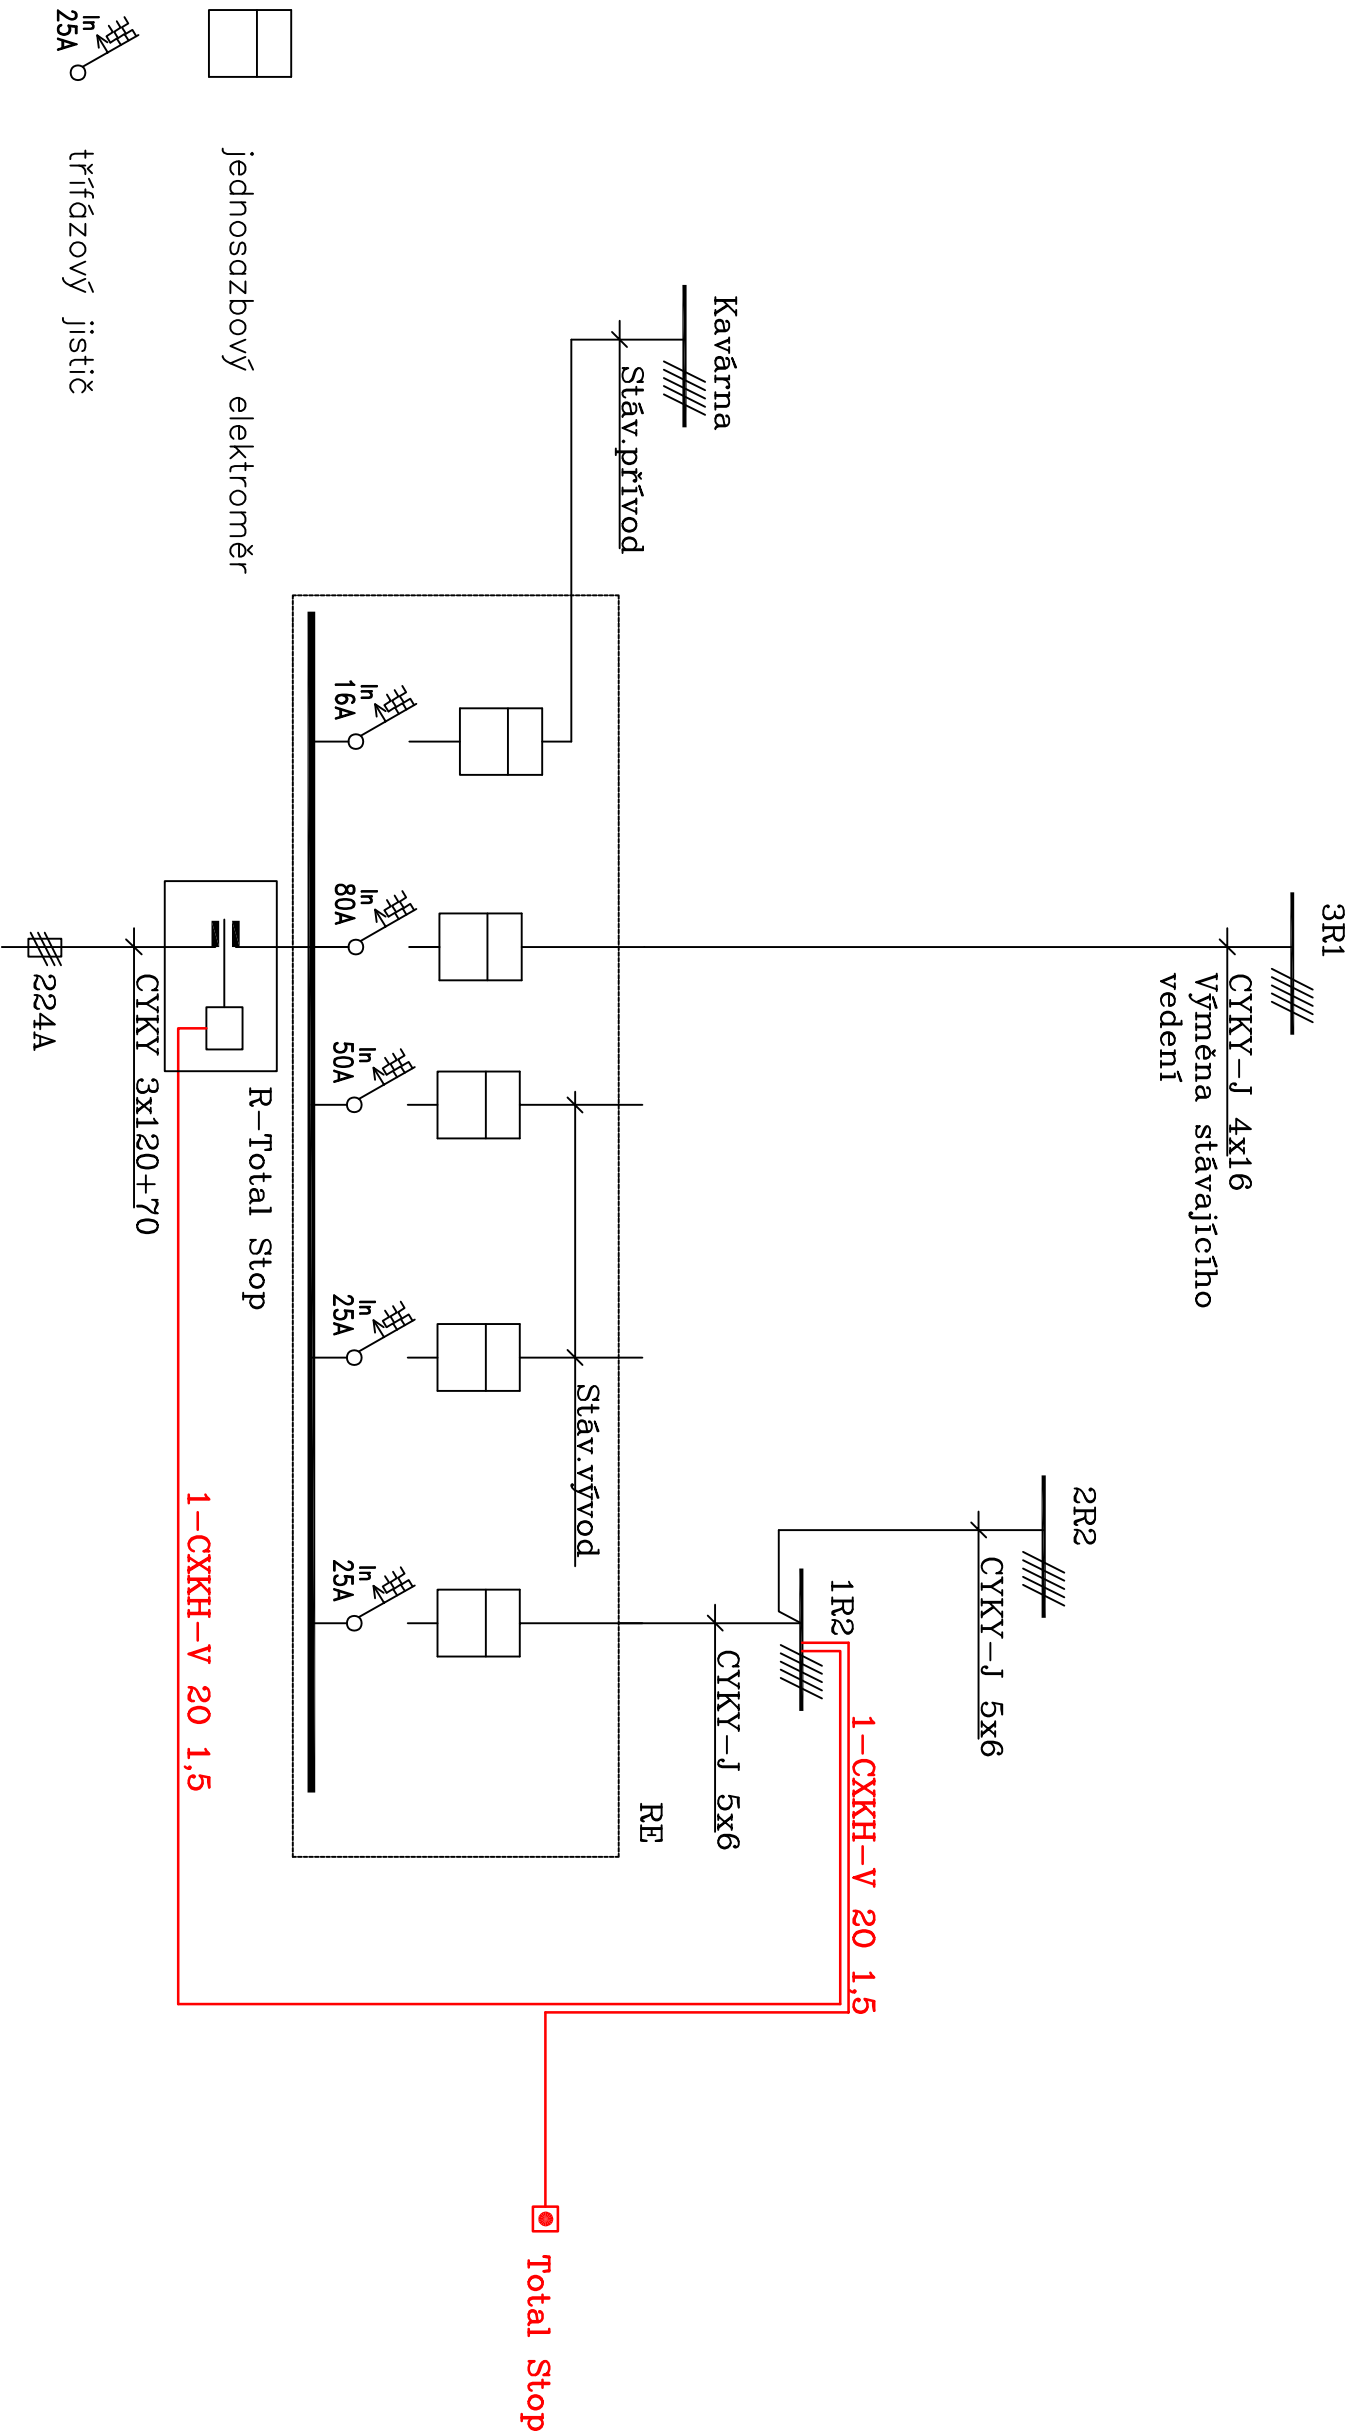 3R1
CYKY-J 4x16
Výměna stávajícího
vedení
Kavárna
Stáv.přívod
2R2
CYKY-J 5x6
1R2
CYKY-J 5x6
1-CXKH-V 2O 1,5
RE
Stáv.vývod
Total Stop
In
16A
In
80A
In
50A
In
25A
In
25A
R-Total Stop
jednosazbový elektroměr
1-CXKH-V 2O 1,5
CYKY 3x120+70
třífázový jistič
In
25A
224A